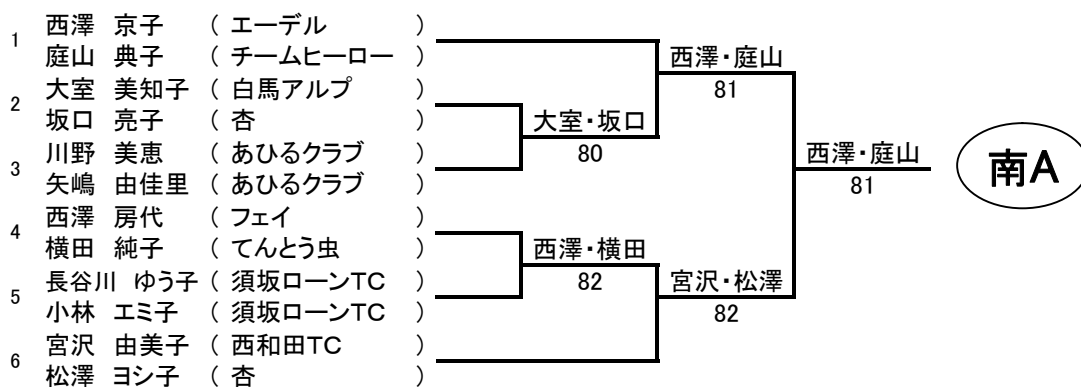 1 西澤 京子 ( エーデル )
庭山 典子 ( チームヒーロー )
2 大室 美知子 ( 白馬アルプ )
坂口 亮子 ( 杏 )
3 川野 美恵 ( あひるクラブ )
矢嶋 由佳里 ( あひるクラブ )
4 西澤 房代 ( フェイ )
横田 純子 ( てんとう虫 )
5 長谷川 ゆう子 ( 須坂ローンTC )
小林 エミ子 ( 須坂ローンTC )
6 宮沢 由美子 ( 西和田TC )
松澤 ヨシ子 ( 杏 )
大室・坂口
80
西澤・横田
82
西澤・庭山
81
宮沢・松澤
82
西澤・庭山
81
南A